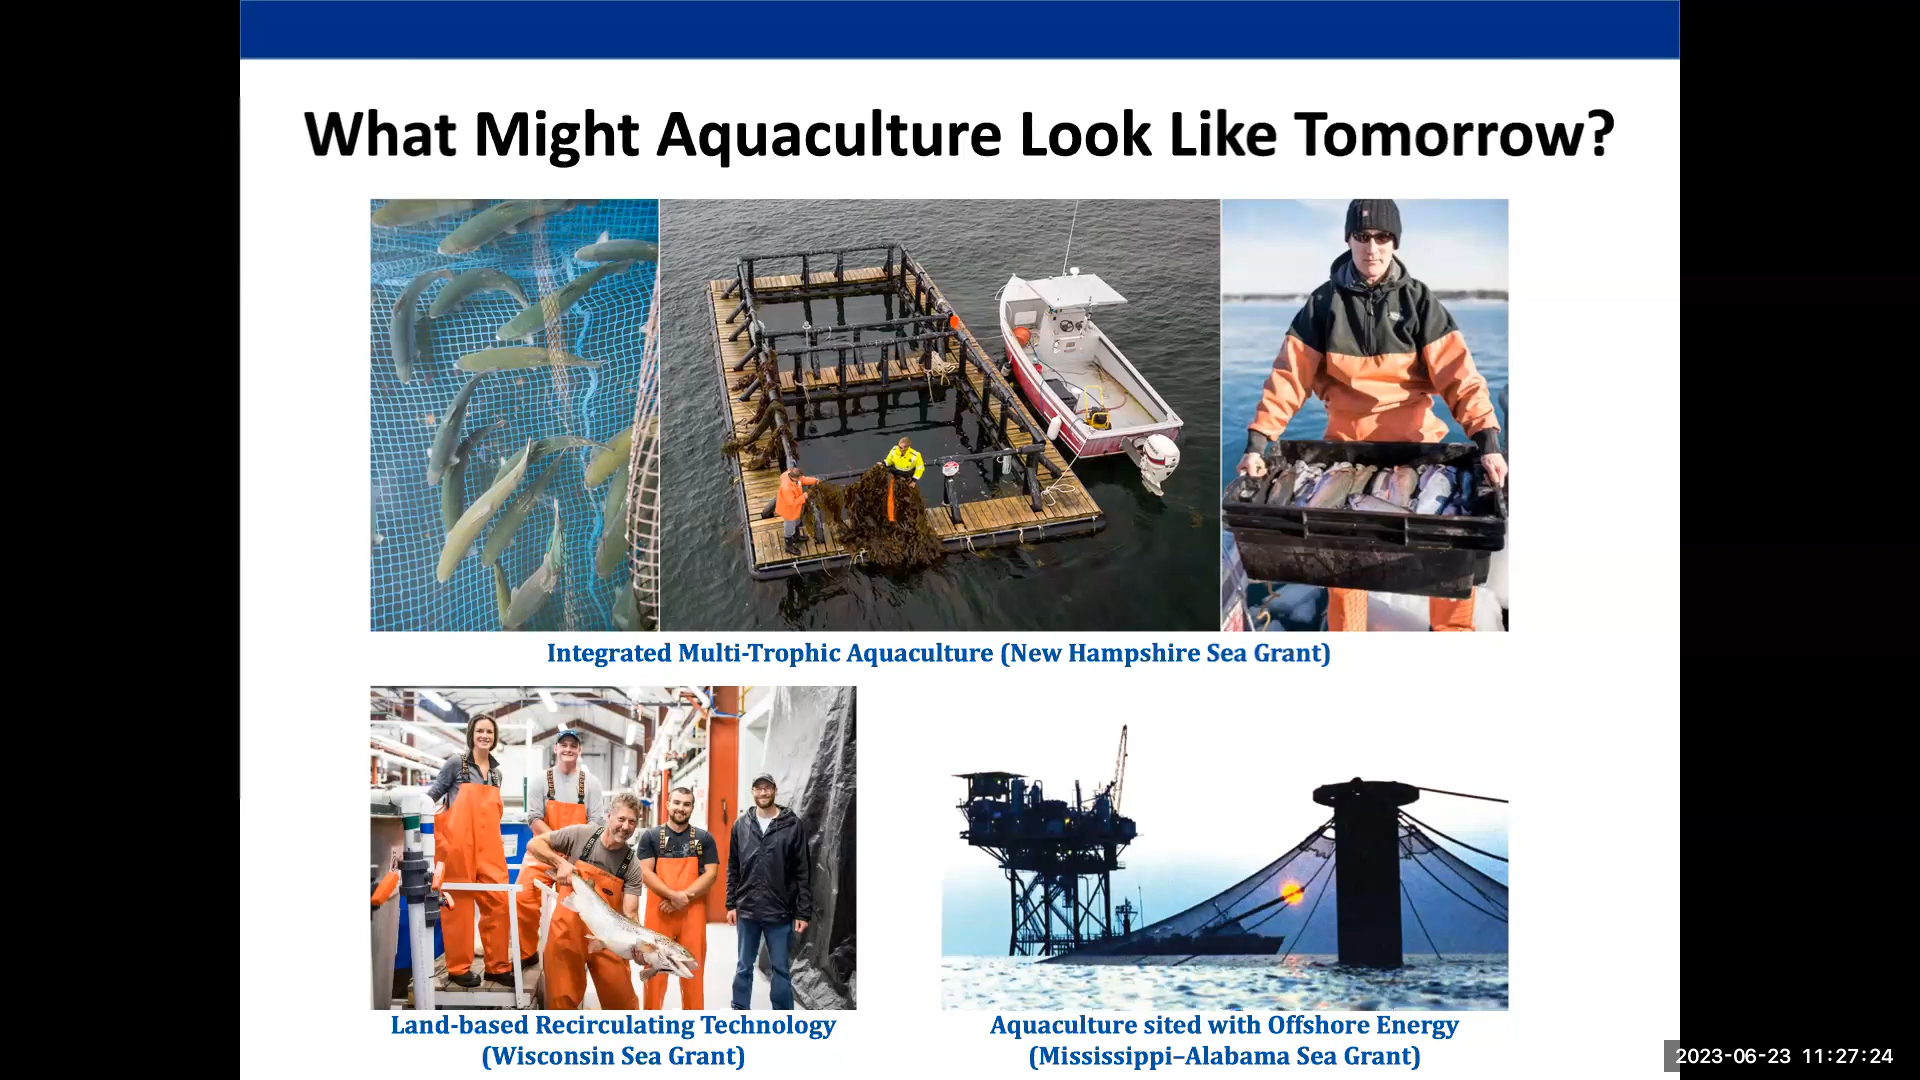 What Might Aquaculture Look Like Tomorrow?
Integrated Multi-Trophic Aquaculture (New Hampshire Sea Grant)
Land-based Recirculating Technology
(Wisconsin Sea Grant)
Aquaculture sited with Offshore Energy
(Mississippi–Alabama Sea Grant)
2023-06-23 11:27:24